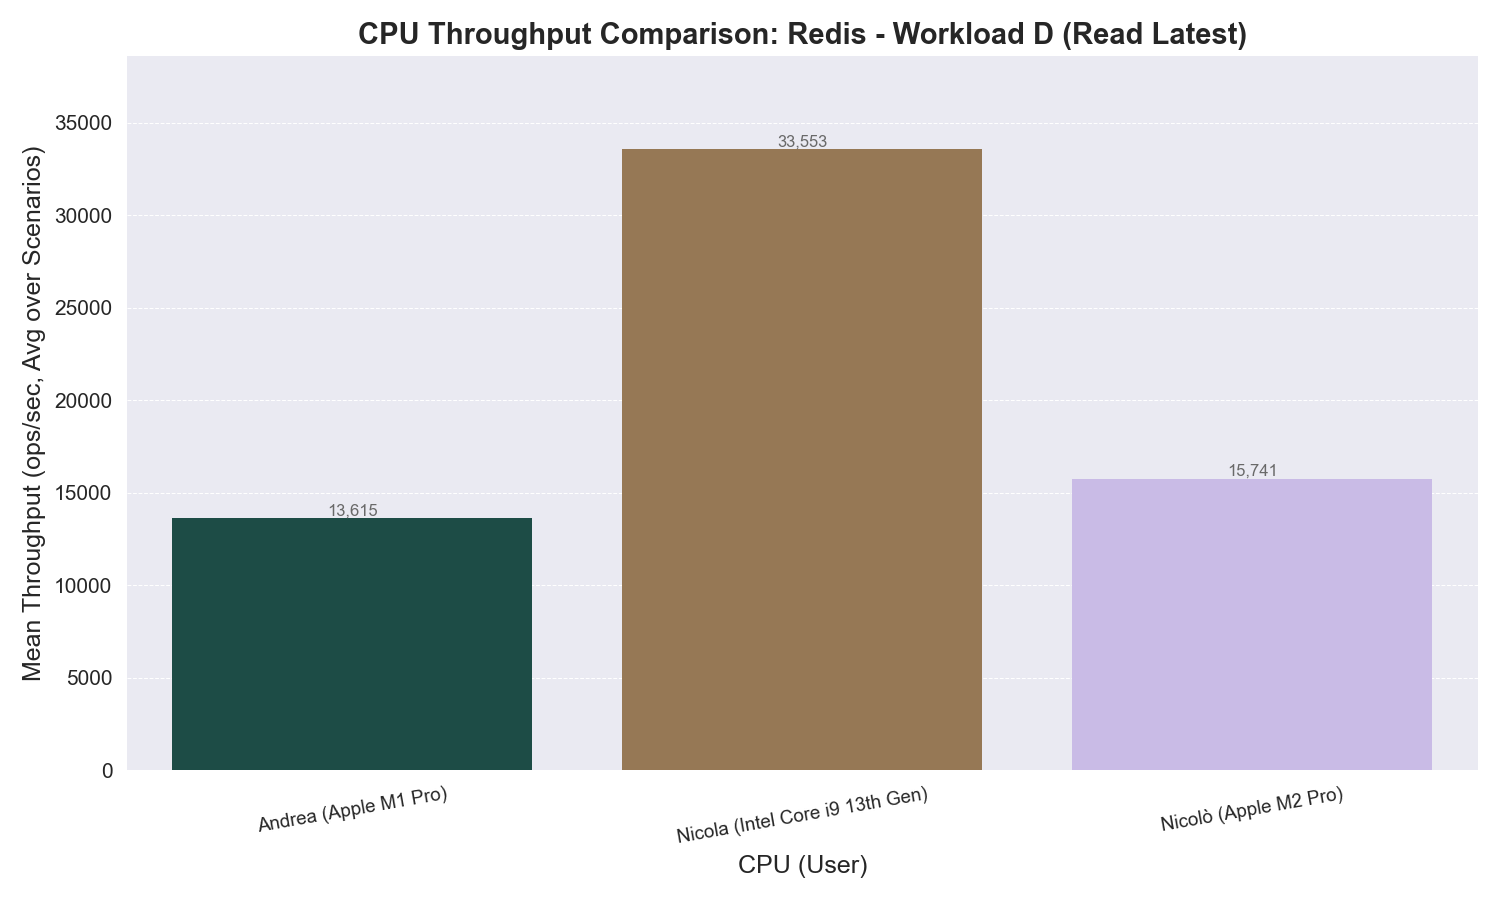 CPU Throughput Comparison: Redis - Workload D (Read Latest)
Mean Throughput (ops/sec, Avg over Scenarios)
35000
30000
25000
20000
15000
10000
5000
0
13,615
33,553
15,741
Andrea (Apple M1 Pro)
Nicola (Intel Core i9 13th Gen)
Nicolò (Apple M2 Pro)
CPU (User)